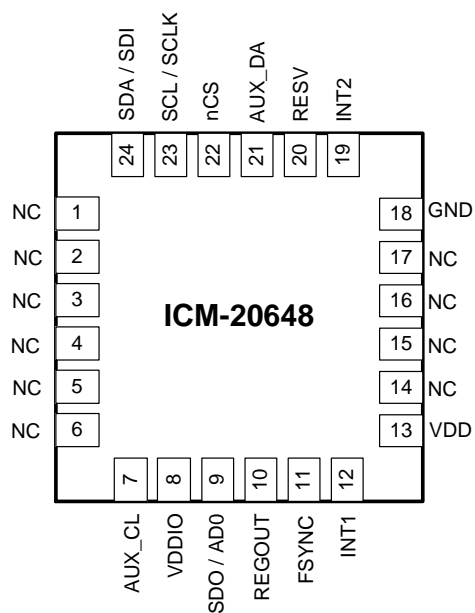 SDA / SDI
SCL / SCLK
nCS
AUX_DA
RESV
INT2
24
23
22
21
20
19
NC 1
NC 2
NC 3
NC 4
NC 5
NC 6
ICM-20648
18 GND
17 NC
16 NC
15 NC
14 NC
13 VDD
7
8
9
10
11
12
AUX_CL
VDDIO
SDO / AD0
REGOUT
FSYNC
INT1